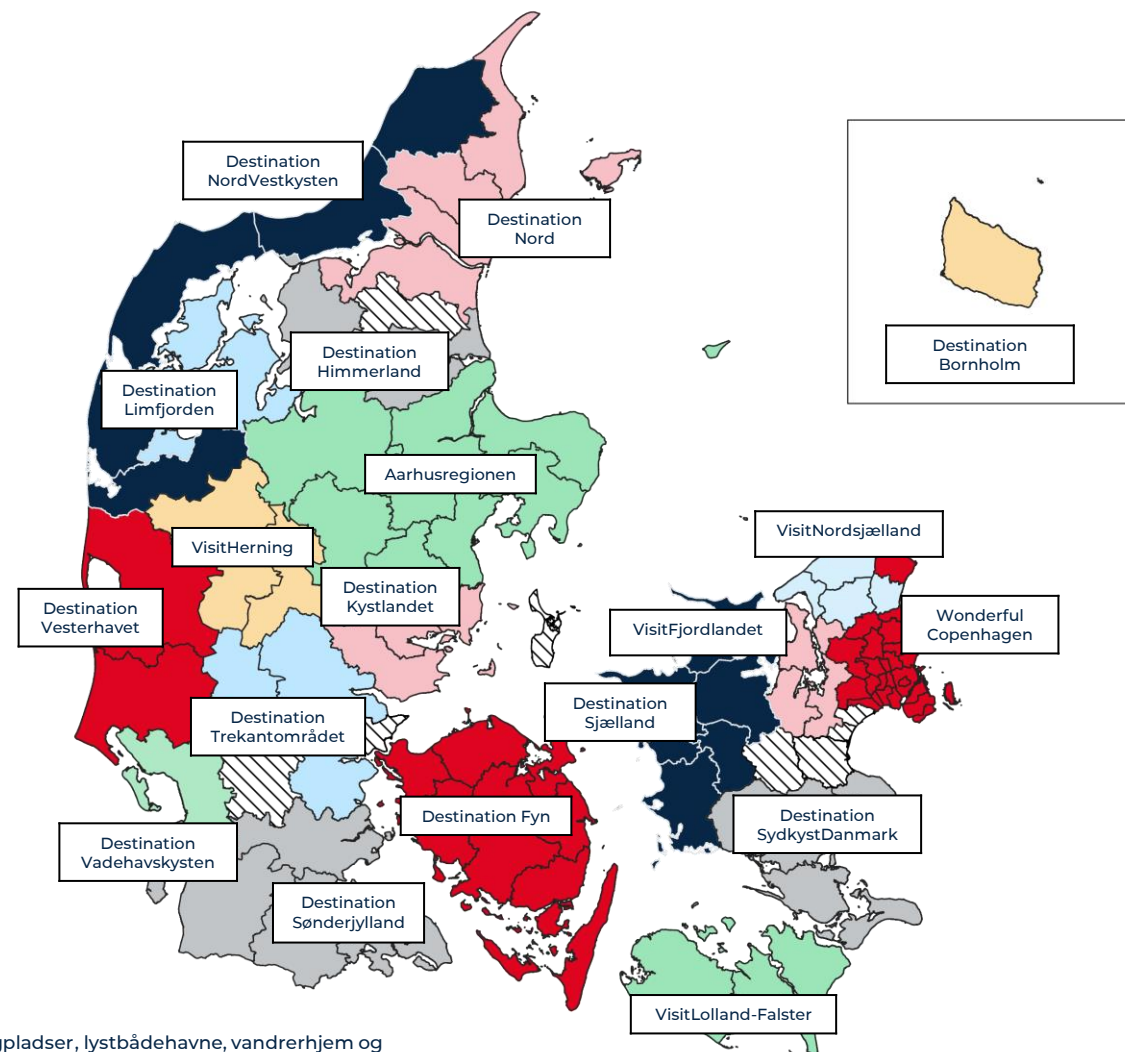 Destination
NordVestkysten
Destination
Nord
Destination
Himmerland
Destination
Bornholm
Destination
Limfjorden
Aarhusregionen
VisitHerning
VisitNordsjælland
Destination
Kystlandet
Destination
Vesterhavet
VisitFjordlandet
Wonderful
Copenhagen
Destination
Sjælland
Destination
Trekantområdet
Destination Fyn
Destination
SydkystDanmark
Destination
Vadehavskysten
Destination
Sønderjylland
VisitLolland-Falster
gpladser, lystbådehavne, vandrerhjem og